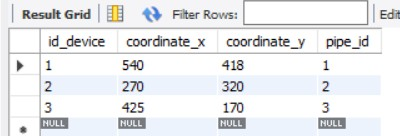 Result Grid Filter Rows: Edit
id_device coordinate_x coordinate_y pipe_id
1 540 418 1
2 270 320 2
3 425 170 3
NULL NULL NULL NULL